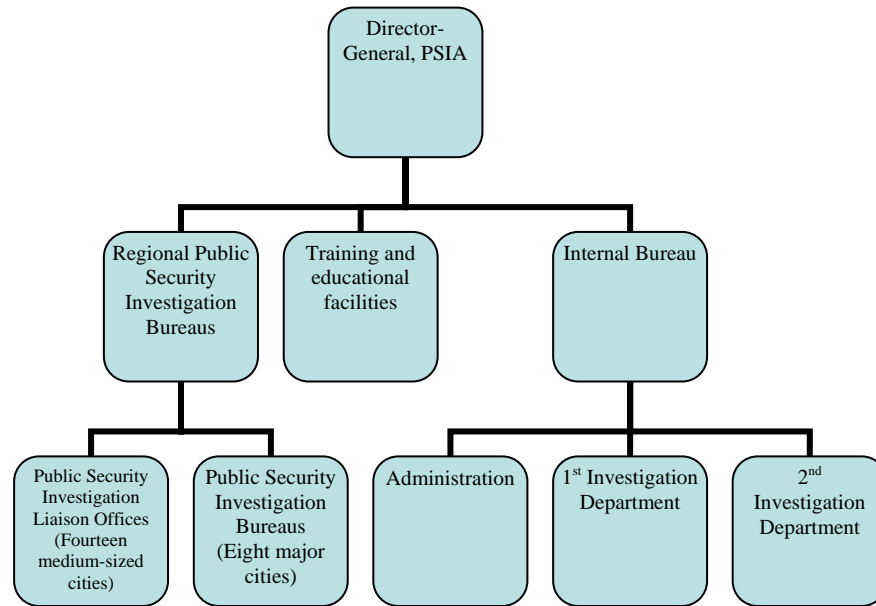 Director-
General, PSIA
Regional Public
Security
Investigation
Bureaus
Training and
educational
facilities
Internal Bureau
Public Security
Investigation
Liaison Offices
(Fourteen
medium-sized
cities)
Public Security
Investigation
Bureaus
(Eight major
cities)
Administration
1st Investigation
Department
2nd
Investigation
Department